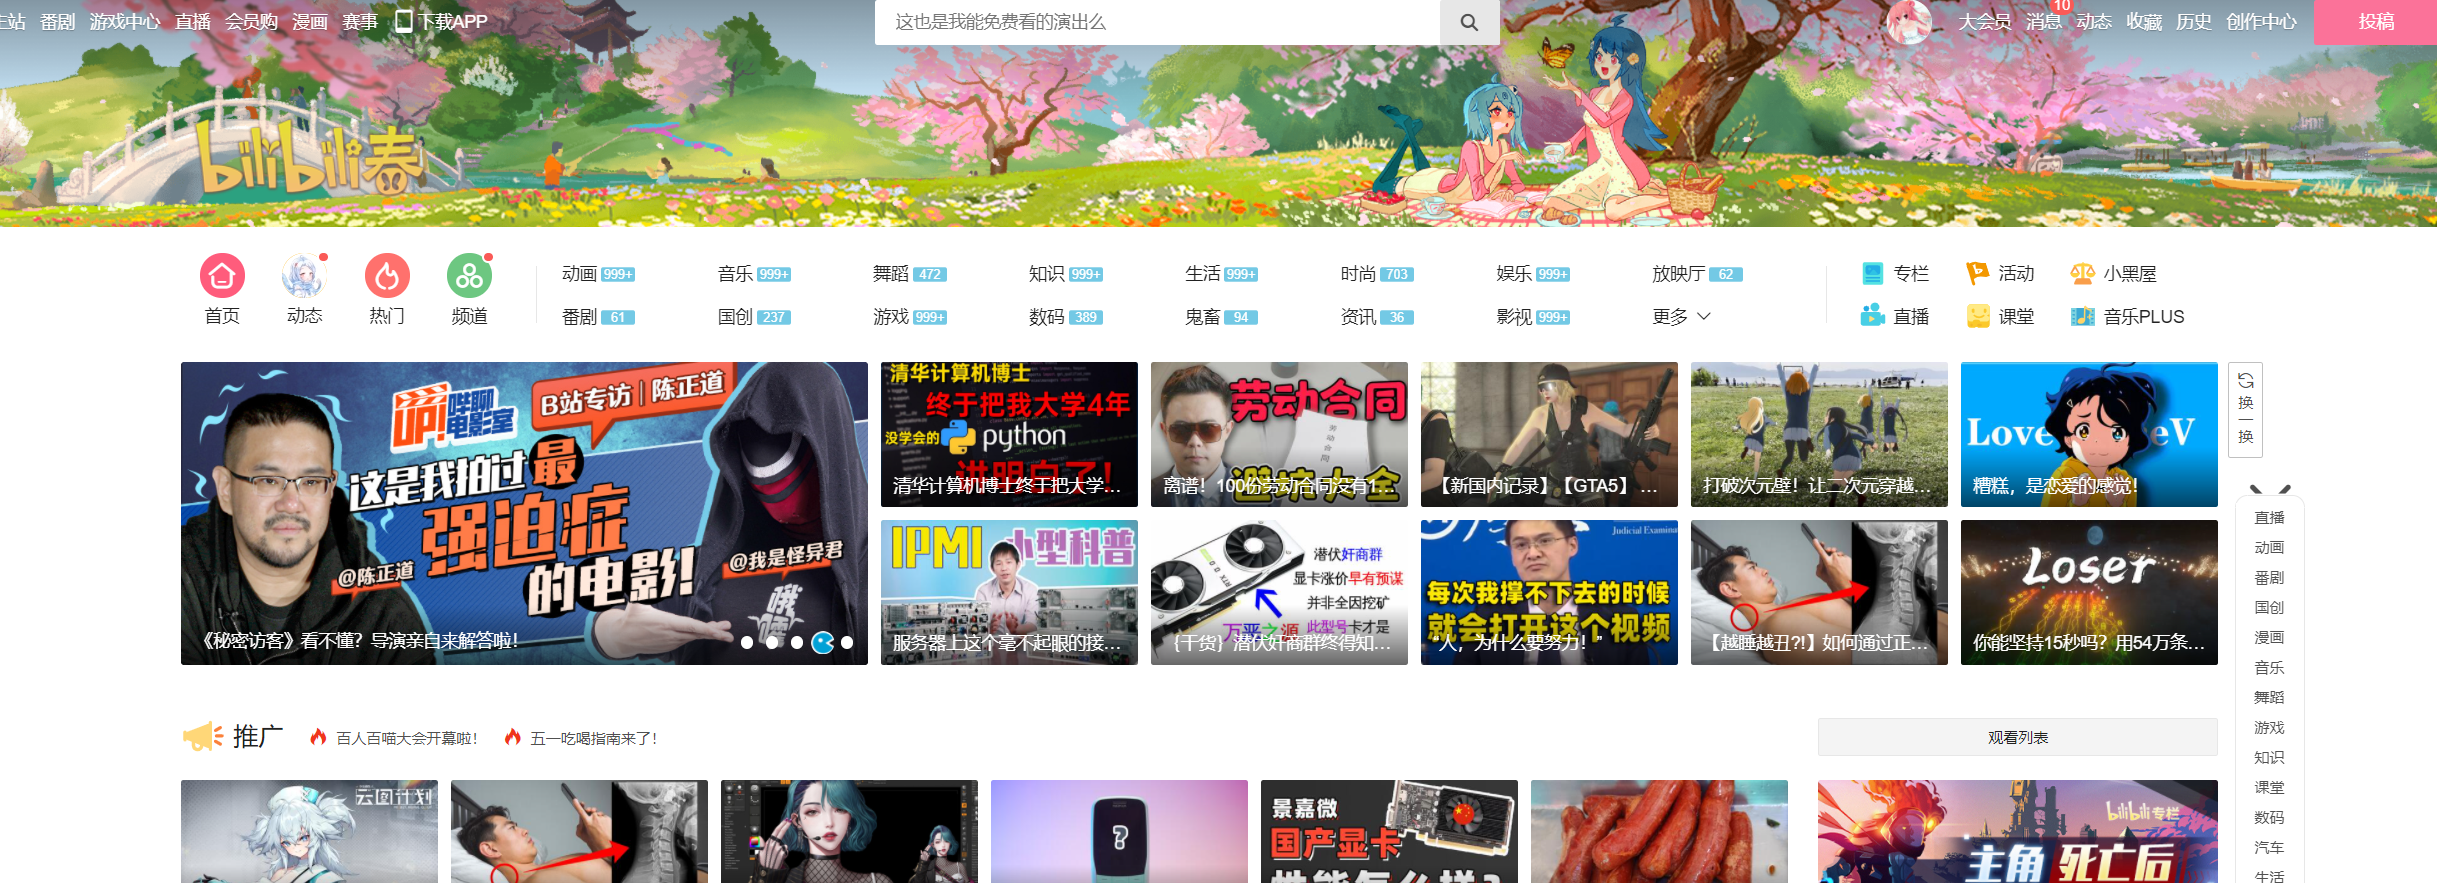 主站 番剧 游戏中心 直播 会员购 漫画 赛事 下载APP
这也是我能免费看的演出么
大会员 消息 10 动态 收藏 历史 创作中心 投稿
bilibili春
首页 动态 热门 频道
动画 999+ 音乐 999+ 舞蹈 472 知识 999+ 生活 999+ 时尚 703 娱乐 999+ 放映厅 62
番剧 61 国创 237 游戏 999+ 数码 389 鬼畜 94 资讯 36 影视 999+ 更多
专栏 活动 小黑屋
直播 课堂 音乐PLUS
UP!哔聊电影室
B站专访|陈正道
这是我拍过最
强迫症
的电影!
@陈正道
@我是怪异君
《秘密访客》看不懂？导演亲自来解答啦！
清华计算机博士
终于把我大学4年
没学会的 python
讲明白了!
清华计算机博士终于把大学...
劳动合同
劳动合同
避坑大全
离谱！100份劳动合同没有1...
【新国内记录】【GTA5】 ...
打破次元壁！让二次元穿越...
Love eV
糟糕，是恋爱的感觉！
换一换
IPMI小型科普
服务器上这个毫不起眼的接...
潜伏奸商群
显卡涨价早有预谋
并非全因挖矿
万恶之源 此型号卡才是
{干货}潜伏奸商群终得知...
Judicial Examina
每次我撑不下去的时候
就会打开这个视频
“人，为什么要努力！”
【越睡越丑?!】如何通过正...
Loser
你能坚持15秒吗？用54万条...
推广 百人百喵大会开幕啦！ 五一吃喝指南来了！
观看列表
云图计划
?
景嘉微
国产显卡
性能怎么样?
bilibili专栏
主角 死亡后
直播
动画
番剧
国创
漫画
音乐
舞蹈
游戏
知识
课堂
数码
汽车
生活